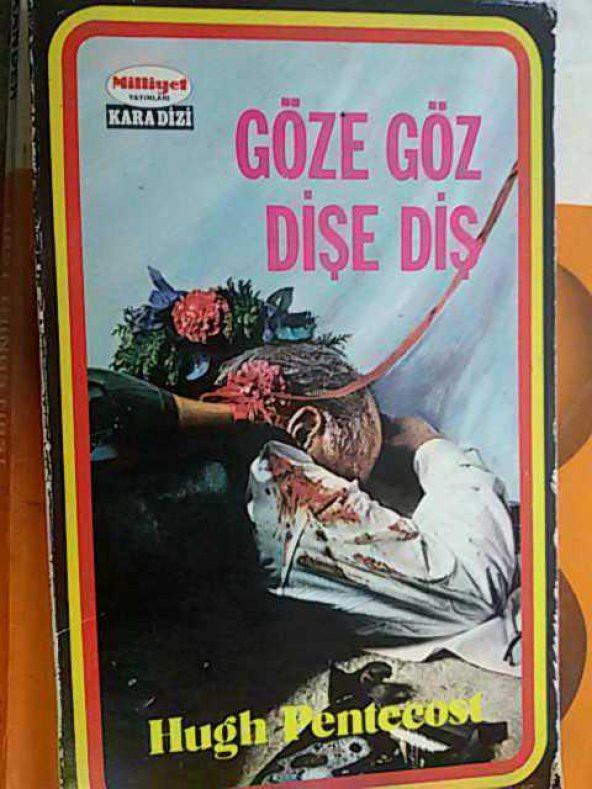 Milliyet
YAYINLARI
KARA DİZİ
GÖZE GÖZ
DİŞE DİŞ
Hugh Pentecost